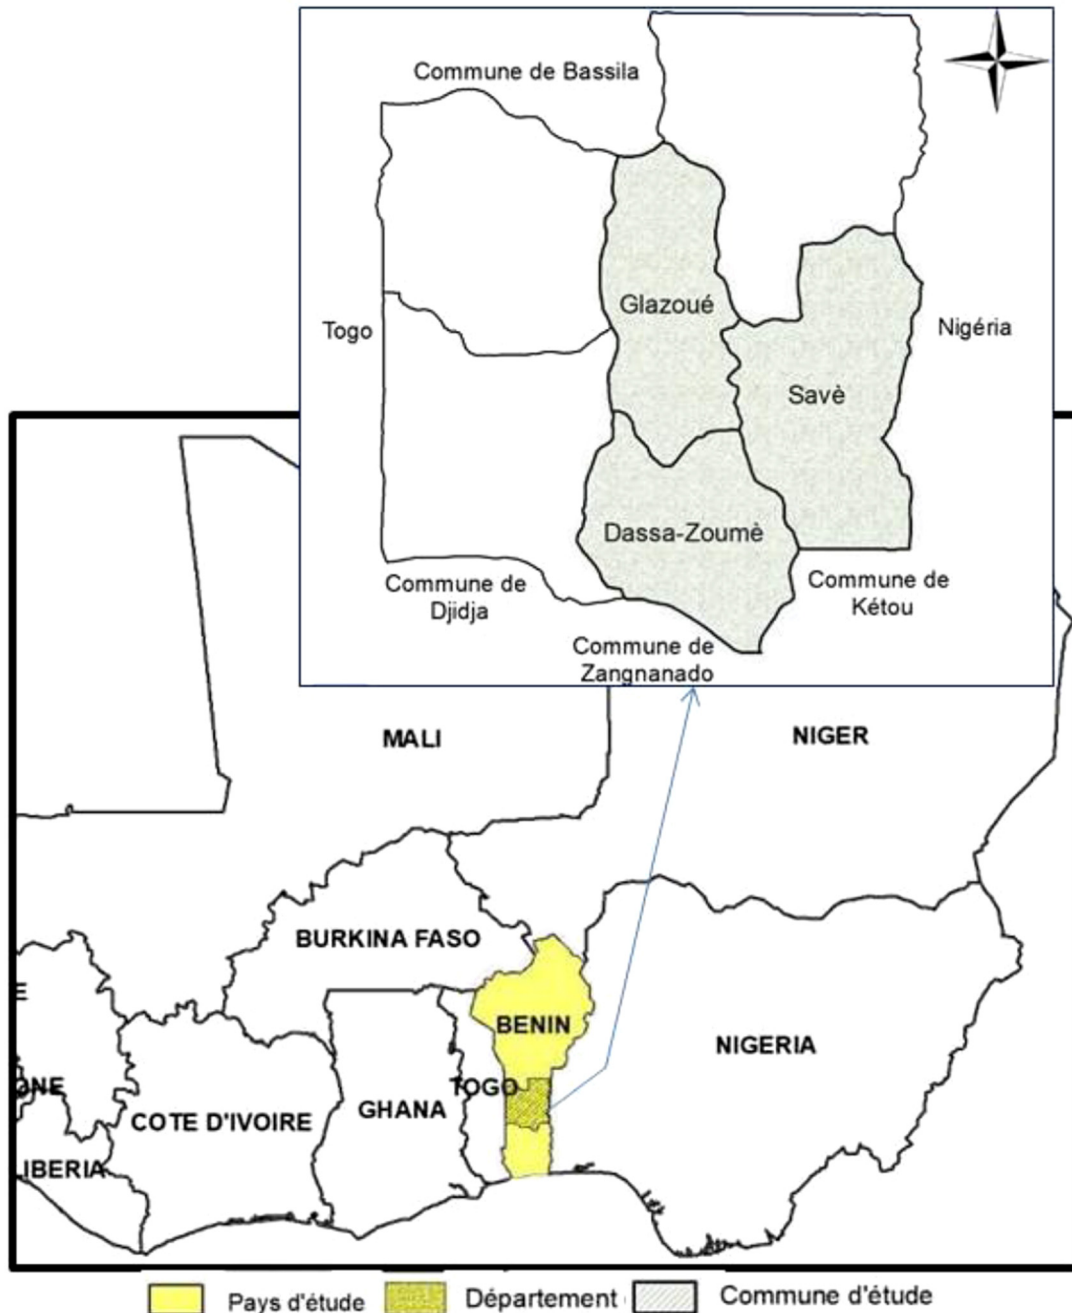 Commune de Bassila
Glazoué
Togo
Nigéria
Savè
Dassa-Zoumè
Commune de
Djidja
Commune de
Kétou
Commune de
Zangnanado
MALI
NIGER
BURKINA FASO
E
BENIN
NIGERIA
ONE
TOGO
GHANA
COTE D'IVOIRE
LIBERIA
Pays d'étude
Département
Commune d'étude